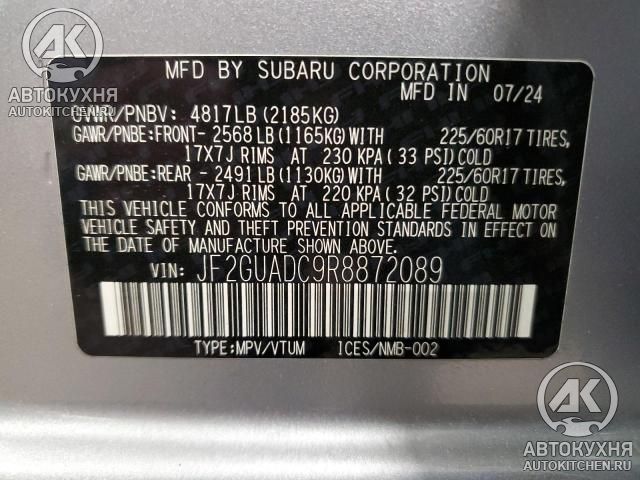 АВТОКУХНЯ
AUTOKITCHEN.RU
MFD BY SUBARU CORPORATION
MFD IN 07/24
GVWR/PNBV: 4817LB(2185KG)
GAWR/PNBE:FRONT- 2568LB(1165KG)WITH 225/60R17 TIRES,
17X7J RIMS AT 230 KPA(33 PSI)COLD
GAWR/PNBE:REAR - 2491LB(1130KG)WITH 225/60R17 TIRES,
17X7J RIMS AT 220 KPA(32 PSI)COLD
THIS VEHICLE CONFORMS TO ALL APPLICABLE FEDERAL MOTOR
VEHICLE SAFETY AND THEFT PREVENTION STANDARDS IN EFFECT
ON THE DATE OF MANUFACTURE SHOWN ABOVE.
VIN: JF2GUADC9R8872089
TYPE:MPV/VTUM ICES/NMB-002
АК
АВТОКУХНЯ
AUTOKITCHEN.RU